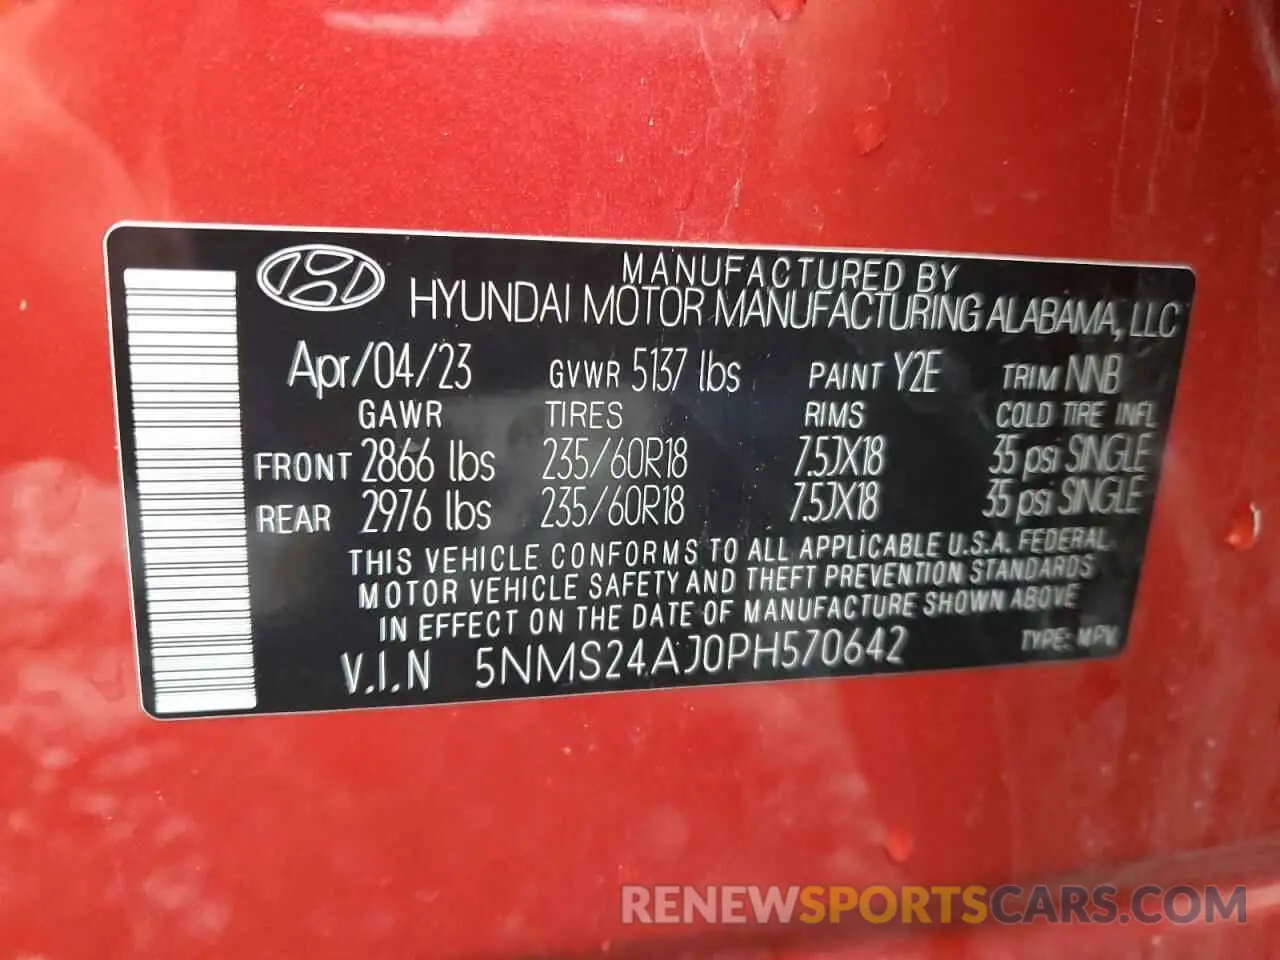 MANUFACTURED BY
HYUNDAI MOTOR MANUFACTURING ALABAMA, LLC
Apr/04/23 GVWR 5137 lbs PAINT Y2E TRIM NNB
GAWR TIRES RIMS COLD TIRE INFL
FRONT 2866 lbs 235/60R18 7.5JX18 35 psi SINGLE
REAR 2976 lbs 235/60R18 7.5JX18 35 psi SINGLE
THIS VEHICLE CONFORMS TO ALL APPLICABLE U.S.A. FEDERAL
MOTOR VEHICLE SAFETY AND THEFT PREVENTION STANDARDS
IN EFFECT ON THE DATE OF MANUFACTURE SHOWN ABOVE
V.I.N 5NMS24AJ0PH570642 TYPE: MPV
RENEWSPORTSCARS.COM